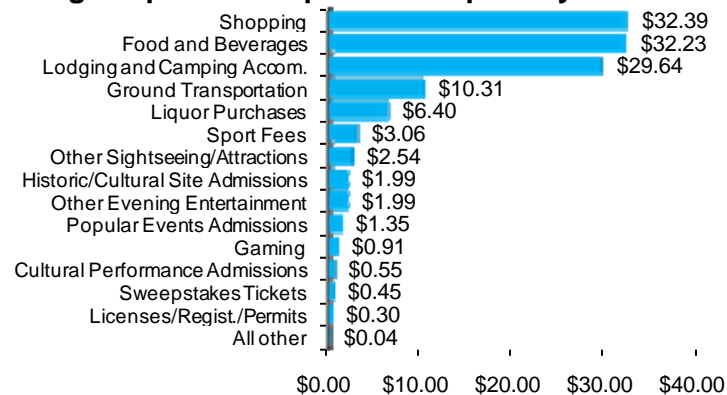 Shopping $32.39
Food and Beverages $32.23
Lodging and Camping Accom. $29.64
Ground Transportation $10.31
Liquor Purchases $6.40
Sport Fees $3.06
Other Sightseeing/Attractions $2.54
Historic/Cultural Site Admissions $1.99
Other Evening Entertainment $1.99
Popular Events Admissions $1.35
Gaming $0.91
Cultural Performance Admissions $0.55
Sweepstakes Tickets $0.45
Licenses/Regist./Permits $0.30
All other $0.04
$0.00 $10.00 $20.00 $30.00 $40.00